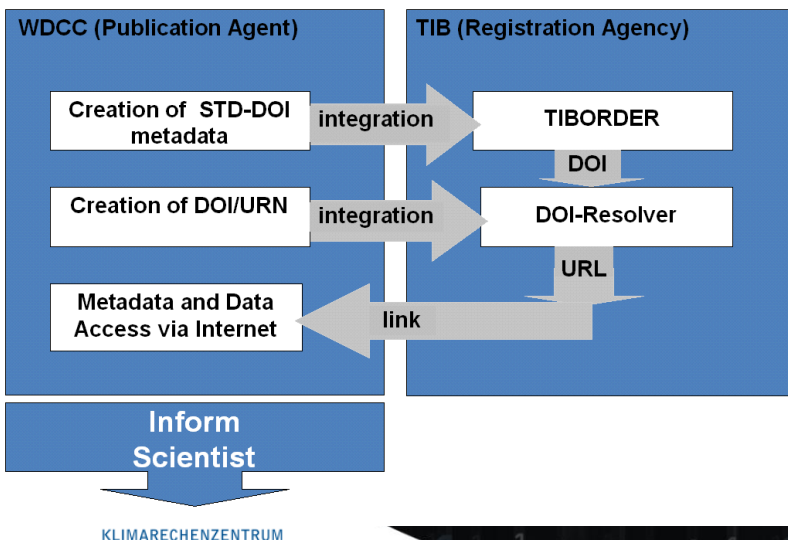 WDCC (Publication Agent)
TIB (Registration Agency)
Creation of STD-DOI
metadata
integration
TIBORDER
DOI
Creation of DOI/URN
integration
DOI-Resolver
URL
Metadata and Data
Access via Internet
link
Inform
Scientist
KLIMARECHENZENTRUM